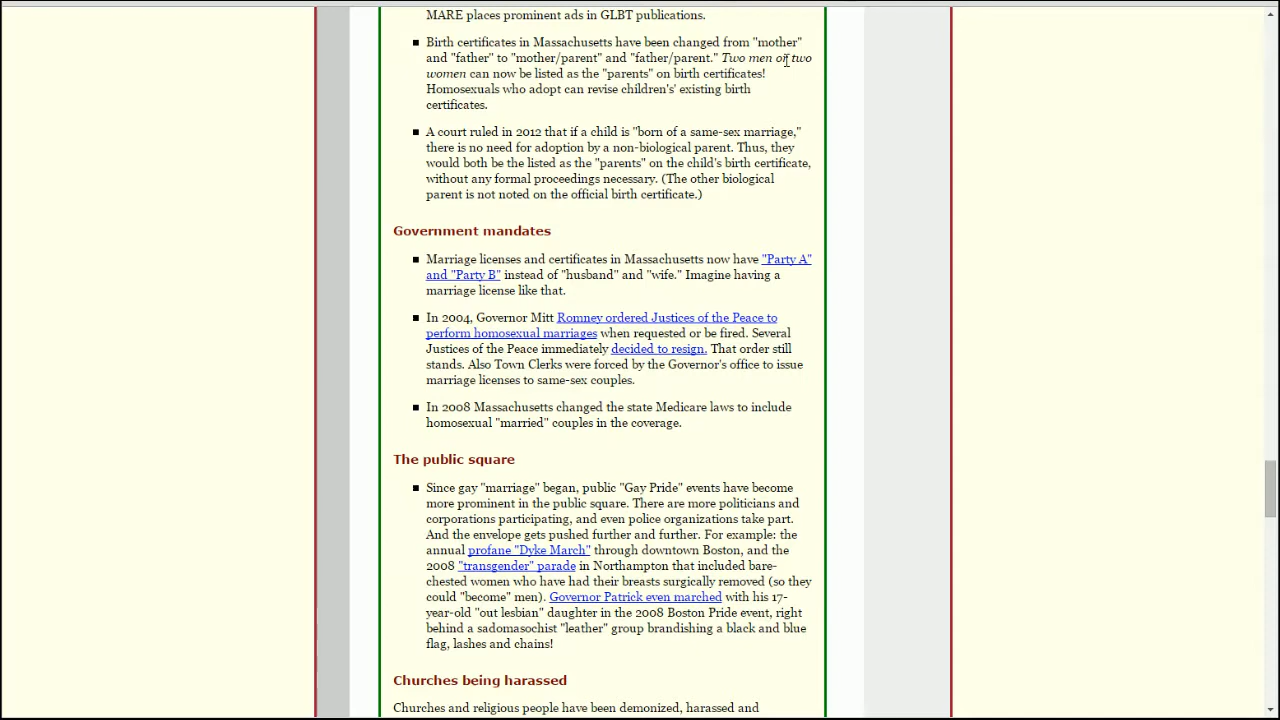 MARE places prominent ads in GLBT publications.
Birth certificates in Massachusetts have been changed from "mother"
and "father" to "mother/parent" and "father/parent." Two men or two
women can now be listed as the "parents" on birth certificates!
Homosexuals who adopt can revise children's' existing birth
certificates.
A court ruled in 2012 that if a child is "born of a same-sex marriage,"
there is no need for adoption by a non-biological parent. Thus, they
would both be the listed as the "parents" on the child's birth certificate,
without any formal proceedings necessary. (The other biological
parent is not noted on the official birth certificate.)
Government mandates
Marriage licenses and certificates in Massachusetts now have "Party A"
and "Party B" instead of "husband" and "wife." Imagine having a
marriage license like that.
In 2004, Governor Mitt Romney ordered Justices of the Peace to
perform homosexual marriages when requested or be fired. Several
Justices of the Peace immediately decided to resign. That order still
stands. Also Town Clerks were forced by the Governor's office to issue
marriage licenses to same-sex couples.
In 2008 Massachusetts changed the state Medicare laws to include
homosexual "married" couples in the coverage.
The public square
Since gay "marriage" began, public "Gay Pride" events have become
more prominent in the public square. There are more politicians and
corporations participating, and even police organizations take part.
And the envelope gets pushed further and further. For example: the
annual profane "Dyke March" through downtown Boston, and the
2008 "transgender" parade in Northampton that included bare-
chested women who have had their breasts surgically removed (so they
could "become" men). Governor Patrick even marched with his 17-
year-old "out lesbian" daughter in the 2008 Boston Pride event, right
behind a sadomasochist "leather" group brandishing a black and blue
flag, lashes and chains!
Churches being harassed
Churches and religious people have been demonized, harassed and